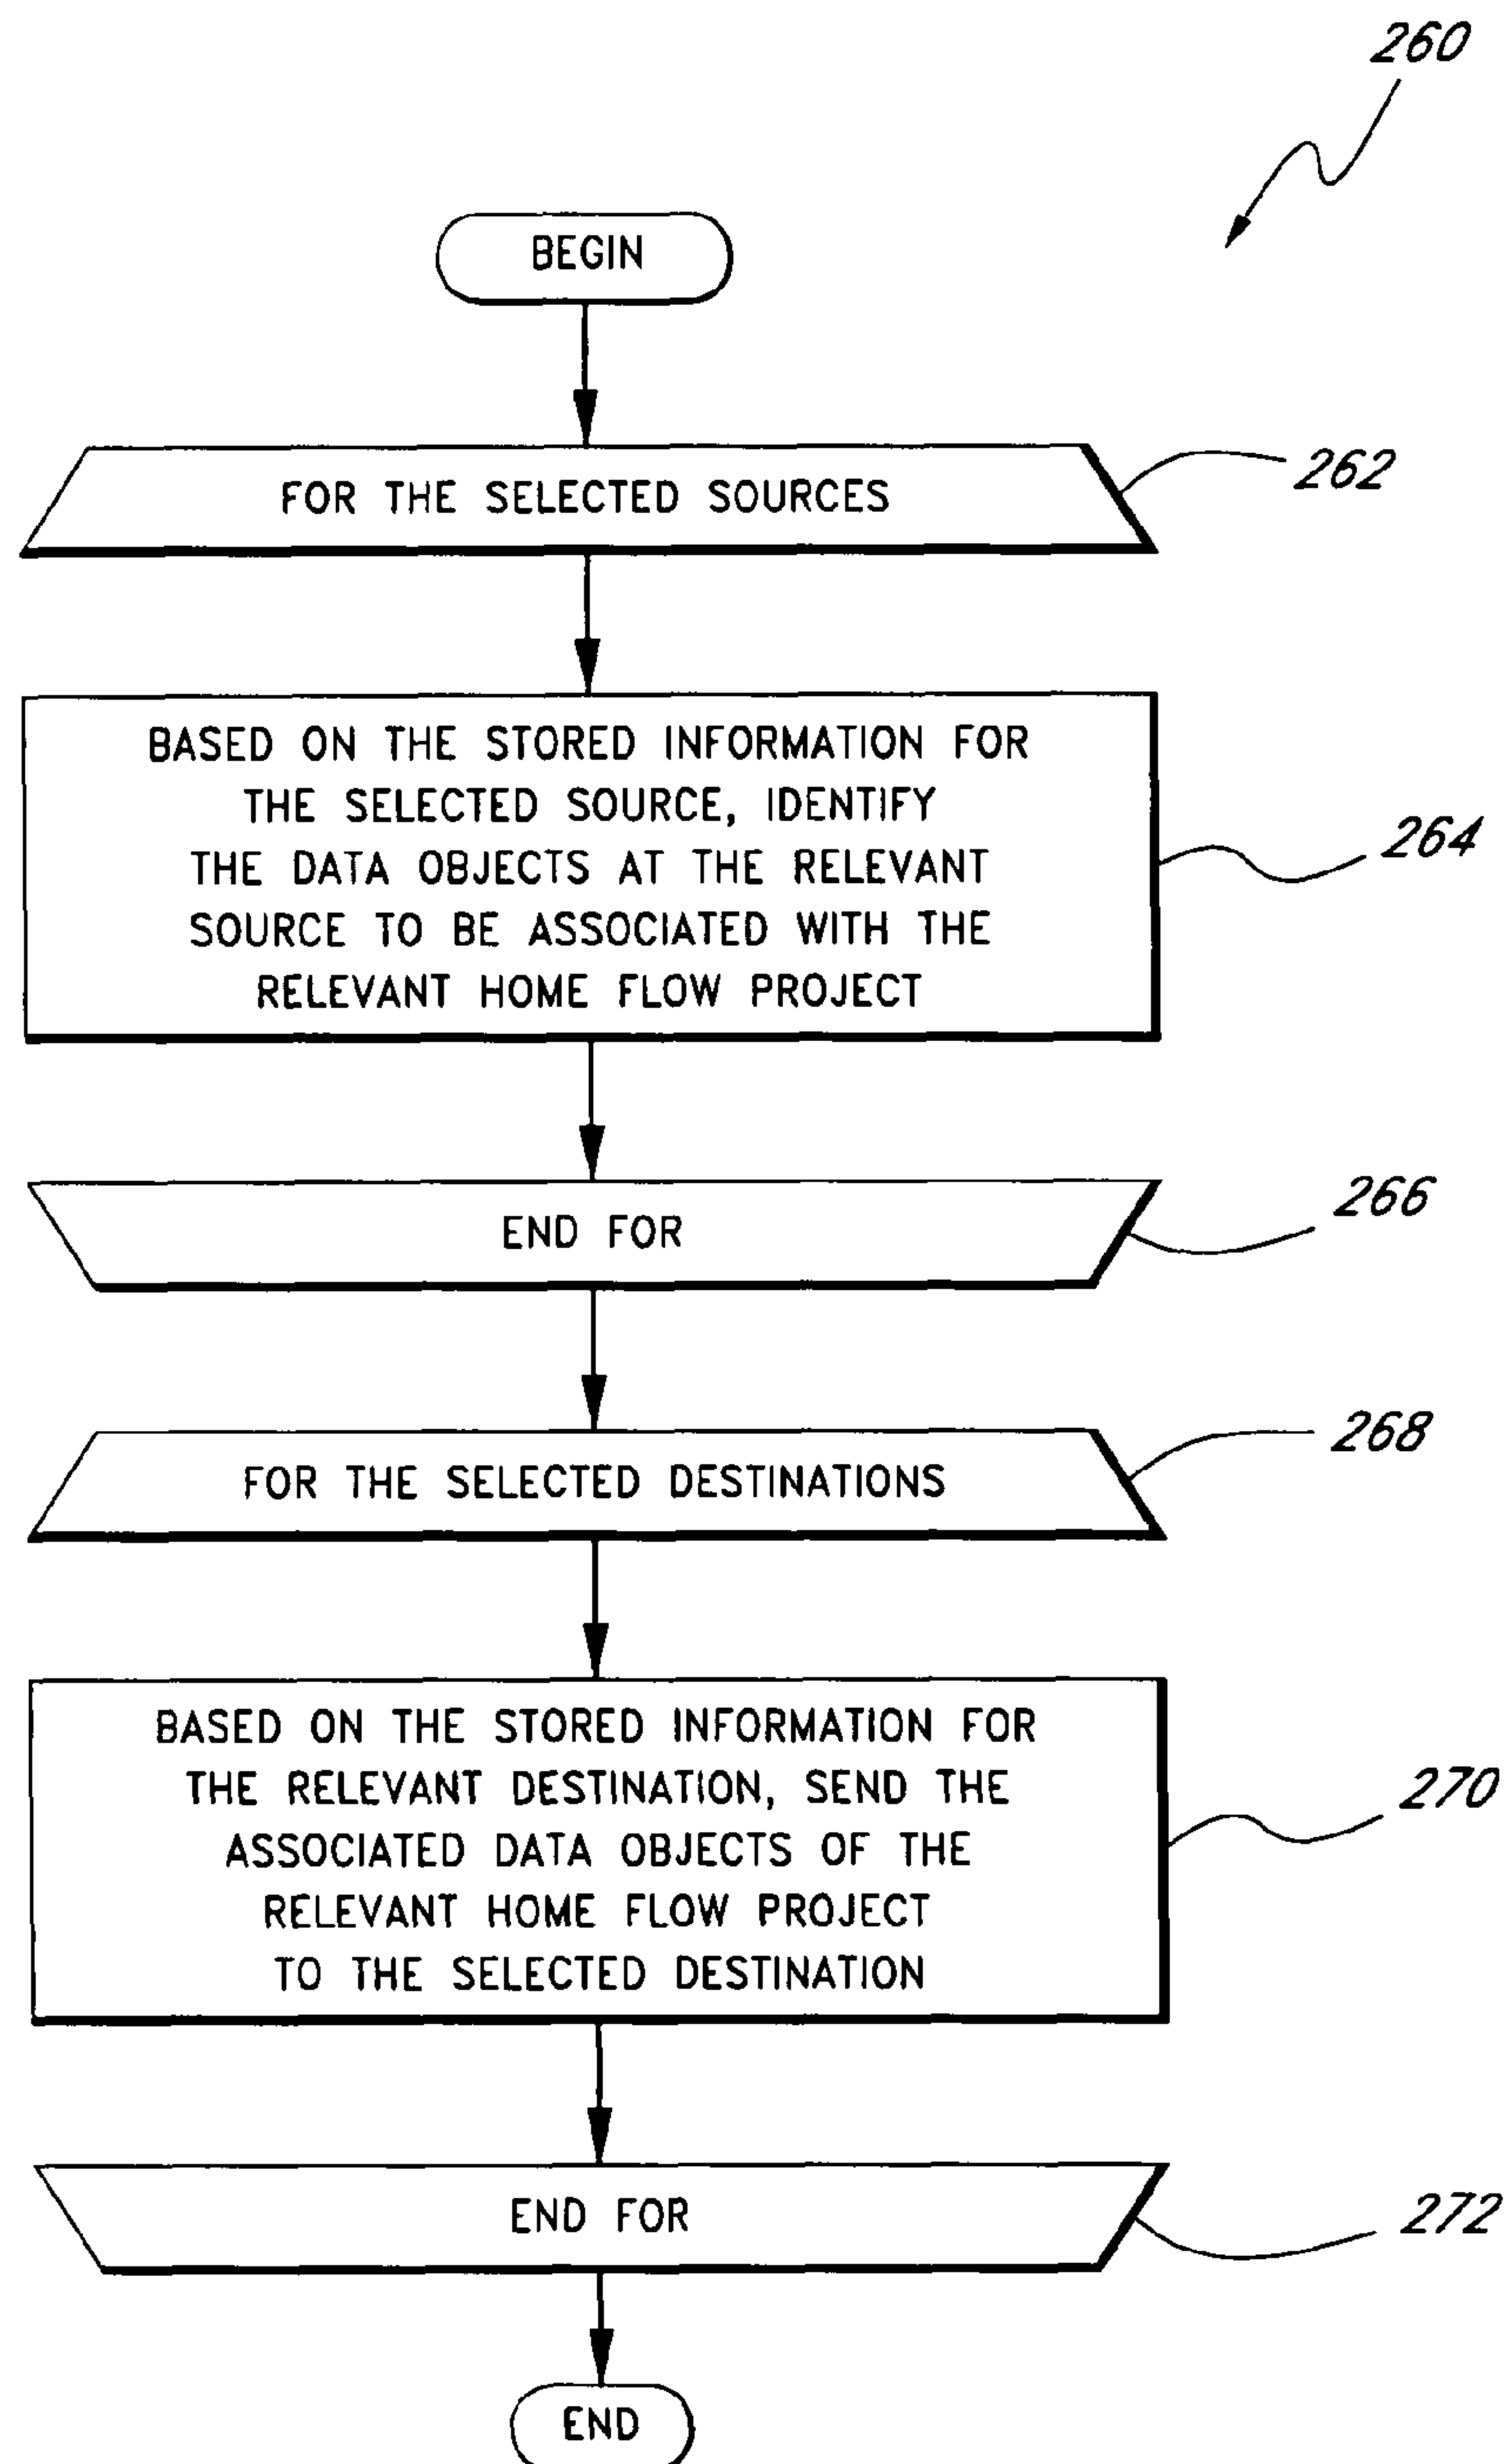 260
BEGIN
FOR THE SELECTED SOURCES
262
BASED ON THE STORED INFORMATION FOR
THE SELECTED SOURCE, IDENTIFY
THE DATA OBJECTS AT THE RELEVANT
SOURCE TO BE ASSOCIATED WITH THE
RELEVANT HOME FLOW PROJECT
264
END FOR
266
FOR THE SELECTED DESTINATIONS
268
BASED ON THE STORED INFORMATION FOR
THE RELEVANT DESTINATION, SEND THE
ASSOCIATED DATA OBJECTS OF THE
RELEVANT HOME FLOW PROJECT
TO THE SELECTED DESTINATION
270
END FOR
272
END